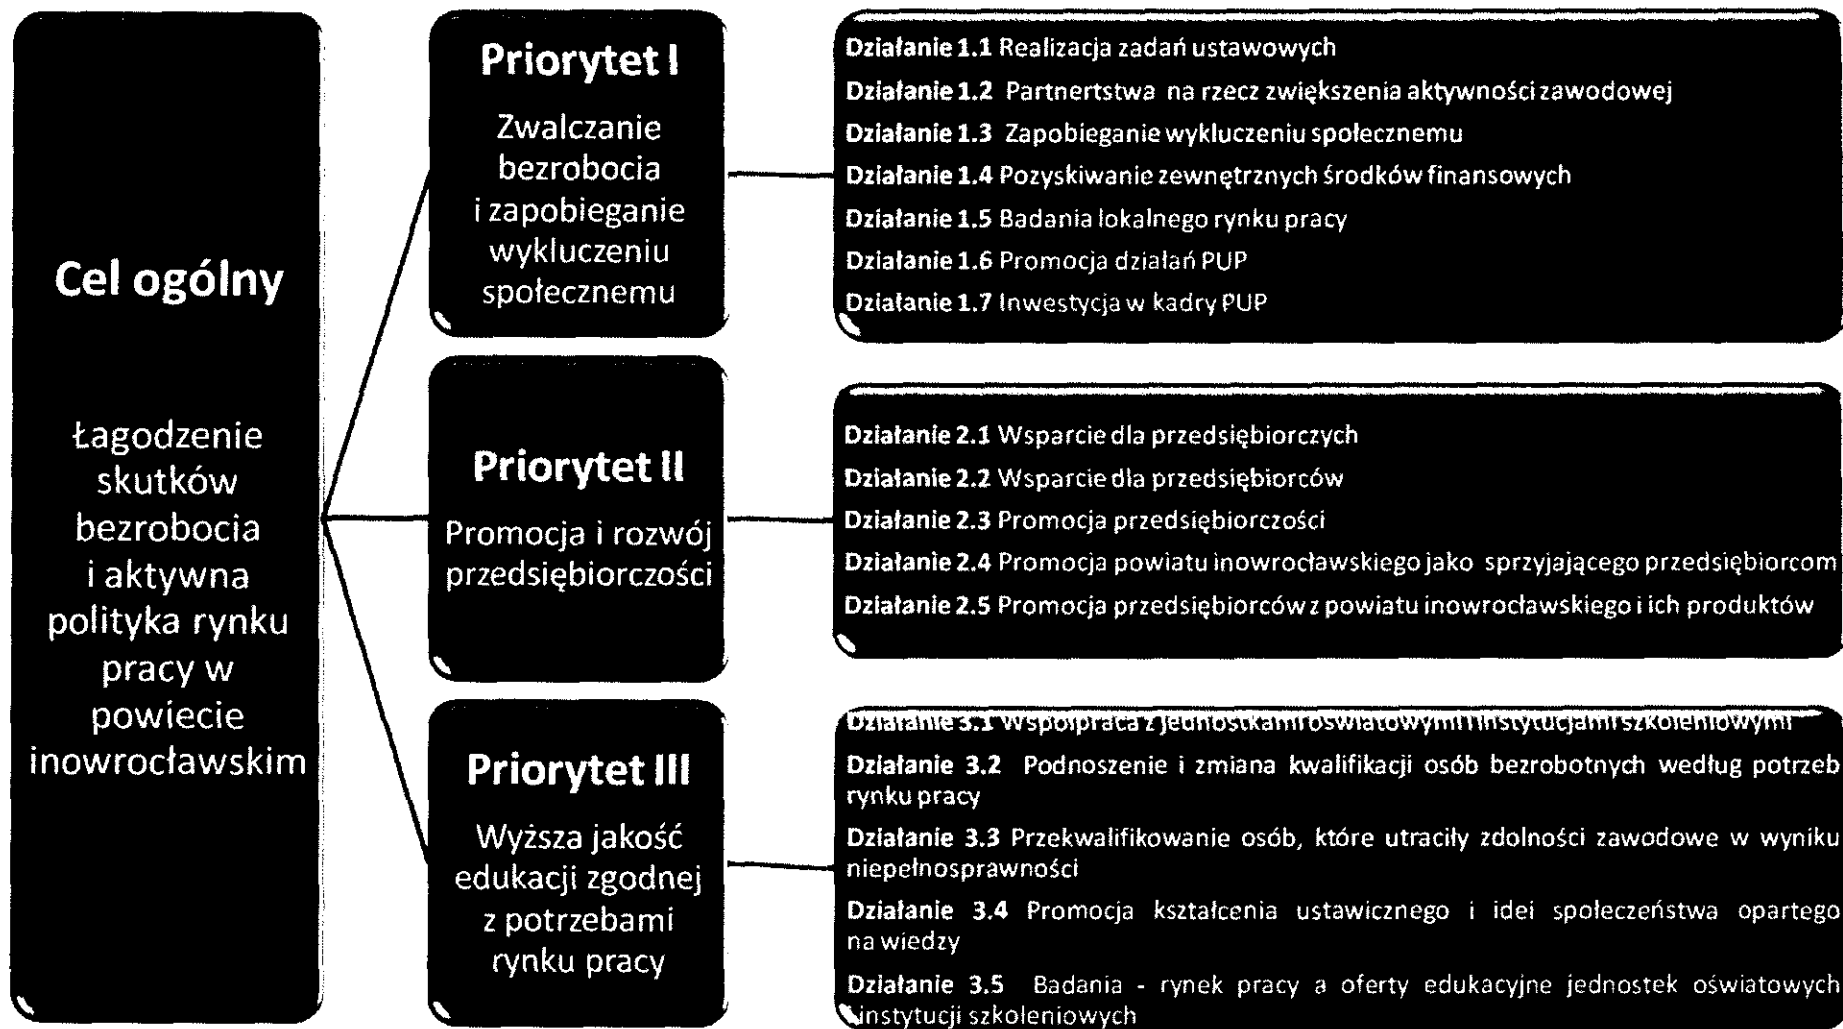 Cel ogólny
Łagodzenie
skutków
bezrobocia
i aktywna
polityka rynku
pracy w
powiecie
inowrocławskim
Priorytet I
Zwalczanie
bezrobocia
i zapobieganie
wykluczeniu
społecznemu
Działanie 1.1 Realizacja zadań ustawowych
Działanie 1.2 Partnertstwa na rzecz zwiększenia aktywności zawodowej
Działanie 1.3 Zapobieganie wykluczeniu społecznemu
Działanie 1.4 Pozyskiwanie zewnętrznych środków finansowych
Działanie 1.5 Badania lokalnego rynku pracy
Działanie 1.6 Promocja działań PUP
Działanie 1.7 Inwestycja w kadry PUP
Priorytet II
Promocja i rozwój
przedsiębiorczości
Działanie 2.1 Wsparcie dla przedsiębiorczych
Działanie 2.2 Wsparcie dla przedsiębiorców
Działanie 2.3 Promocja przedsiębiorczości
Działanie 2.4 Promocja powiatu inowrocławskiego jako sprzyjającego przedsiębiorcom
Działanie 2.5 Promocja przedsiębiorców z powiatu inowrocławskiego i ich produktów
Priorytet III
Wyższa jakość
edukacji zgodnej
z potrzebami
rynku pracy
Działanie 3.1 Współpraca z jednostkami oświatowymi i instytucjami szkoleniowymi
Działanie 3.2 Podnoszenie i zmiana kwalifikacji osób bezrobotnych według potrzeb
rynku pracy
Działanie 3.3 Przekwalifikowanie osób, które utraciły zdolności zawodowe w wyniku
niepełnosprawności
Działanie 3.4 Promocja kształcenia ustawicznego i idei społeczeństwa opartego
na wiedzy
Działanie 3.5 Badania - rynek pracy a oferty edukacyjne jednostek oświatowych
instytucji szkoleniowych